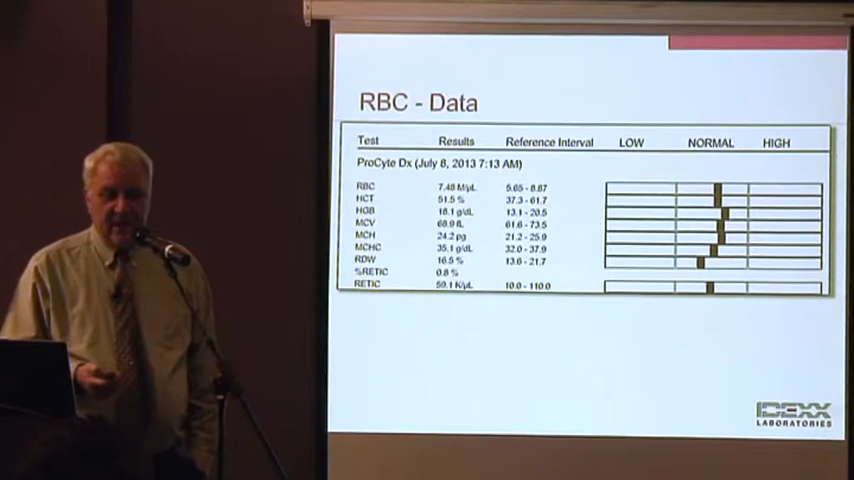 RBC - Data
Test Results Reference Interval LOW NORMAL HIGH
ProCyte Dx (July 8, 2013 7:13 AM)
RBC 7.48 M/µL 5.65 - 8.87
HCT 51.5 % 37.3 - 61.7
HGB 18.1 g/dL 13.1 - 20.5
MCV 68.9 fL 61.6 - 73.5
MCH 24.2 pg 21.2 - 25.9
MCHC 35.1 g/dL 32.0 - 37.9
RDW 16.5 % 13.6 - 21.7
%RETIC 0.8 %
RETIC 59.1 K/µL 10.0 - 110.0
IDEXX
LABORATORIES